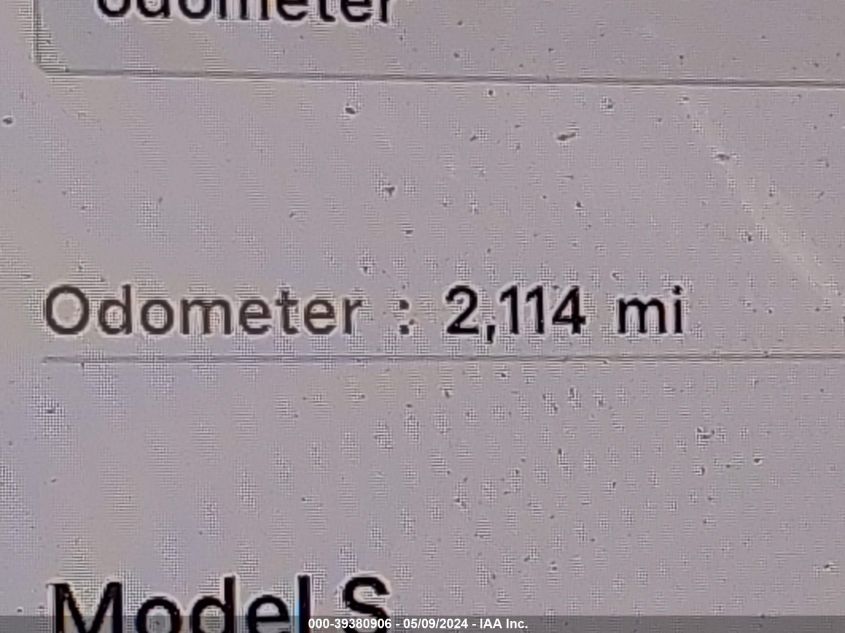 odometer
Odometer : 2,114 mi
Model S
000-39380906 - 05/09/2024 - IAA Inc.